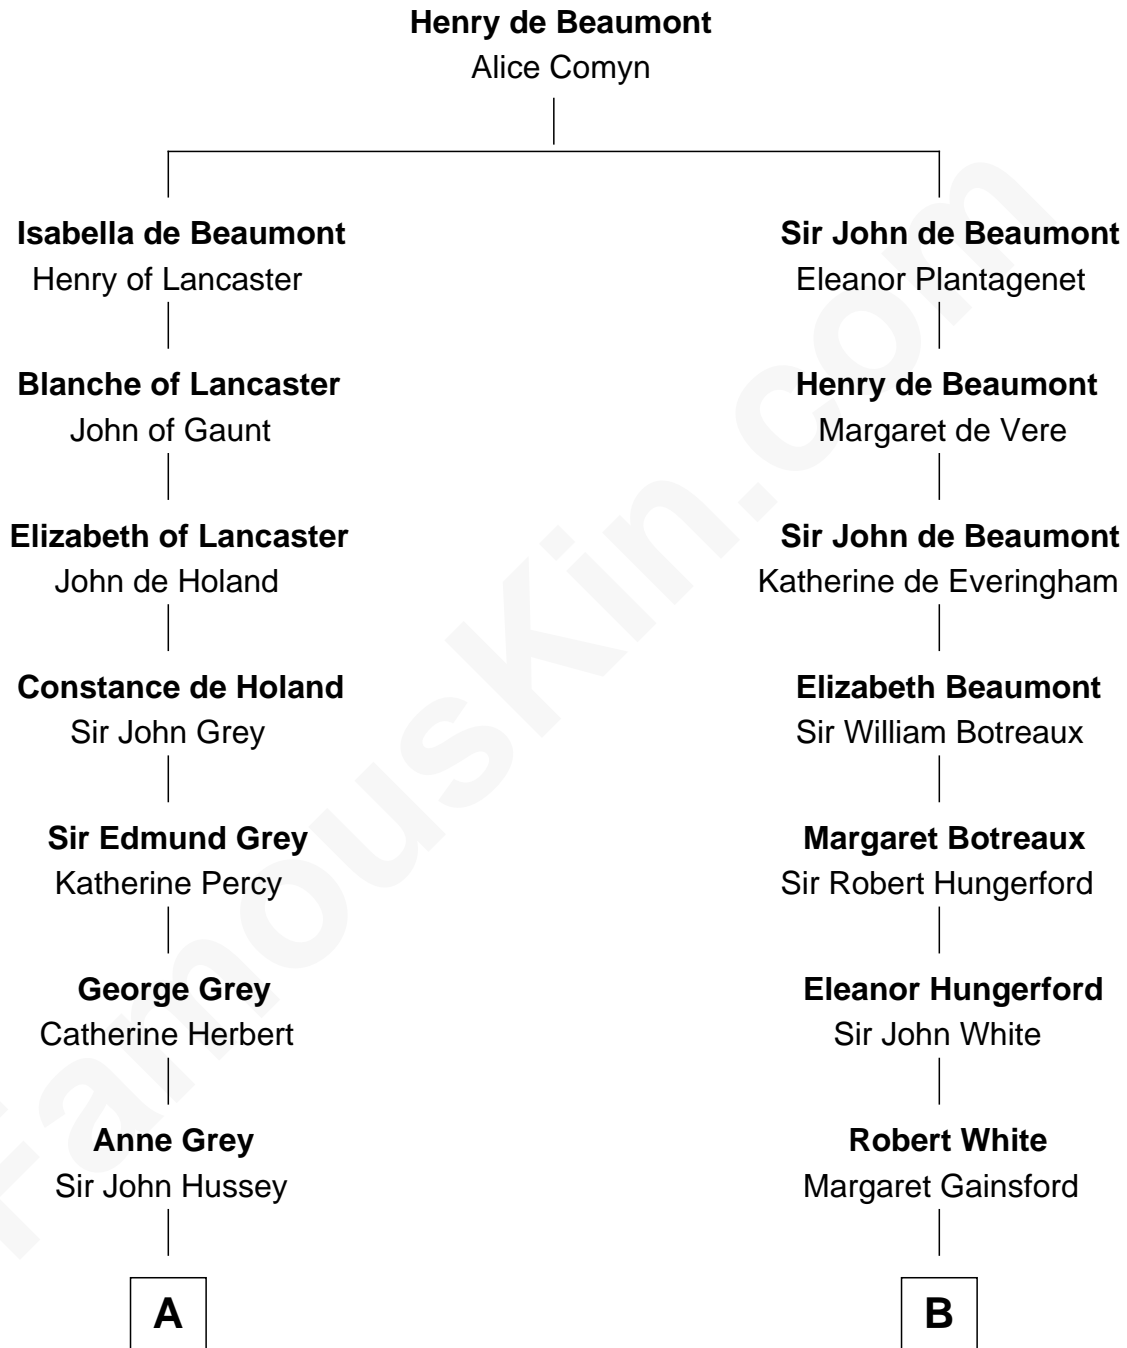 Henry de Beaumont
Alice Comyn
Isabella de Beaumont
Henry of Lancaster
Sir John de Beaumont
Eleanor Plantagenet
Blanche of Lancaster
John of Gaunt
Henry de Beaumont
Margaret de Vere
Elizabeth of Lancaster
John de Holand
Sir John de Beaumont
Katherine de Everingham
Constance de Holand
Sir John Grey
Elizabeth Beaumont
Sir William Botreaux
Sir Edmund Grey
Katherine Percy
Margaret Botreaux
Sir Robert Hungerford
George Grey
Catherine Herbert
Eleanor Hungerford
Sir John White
Anne Grey
Sir John Hussey
Robert White
Margaret Gainsford
A
B
FamousKin.com